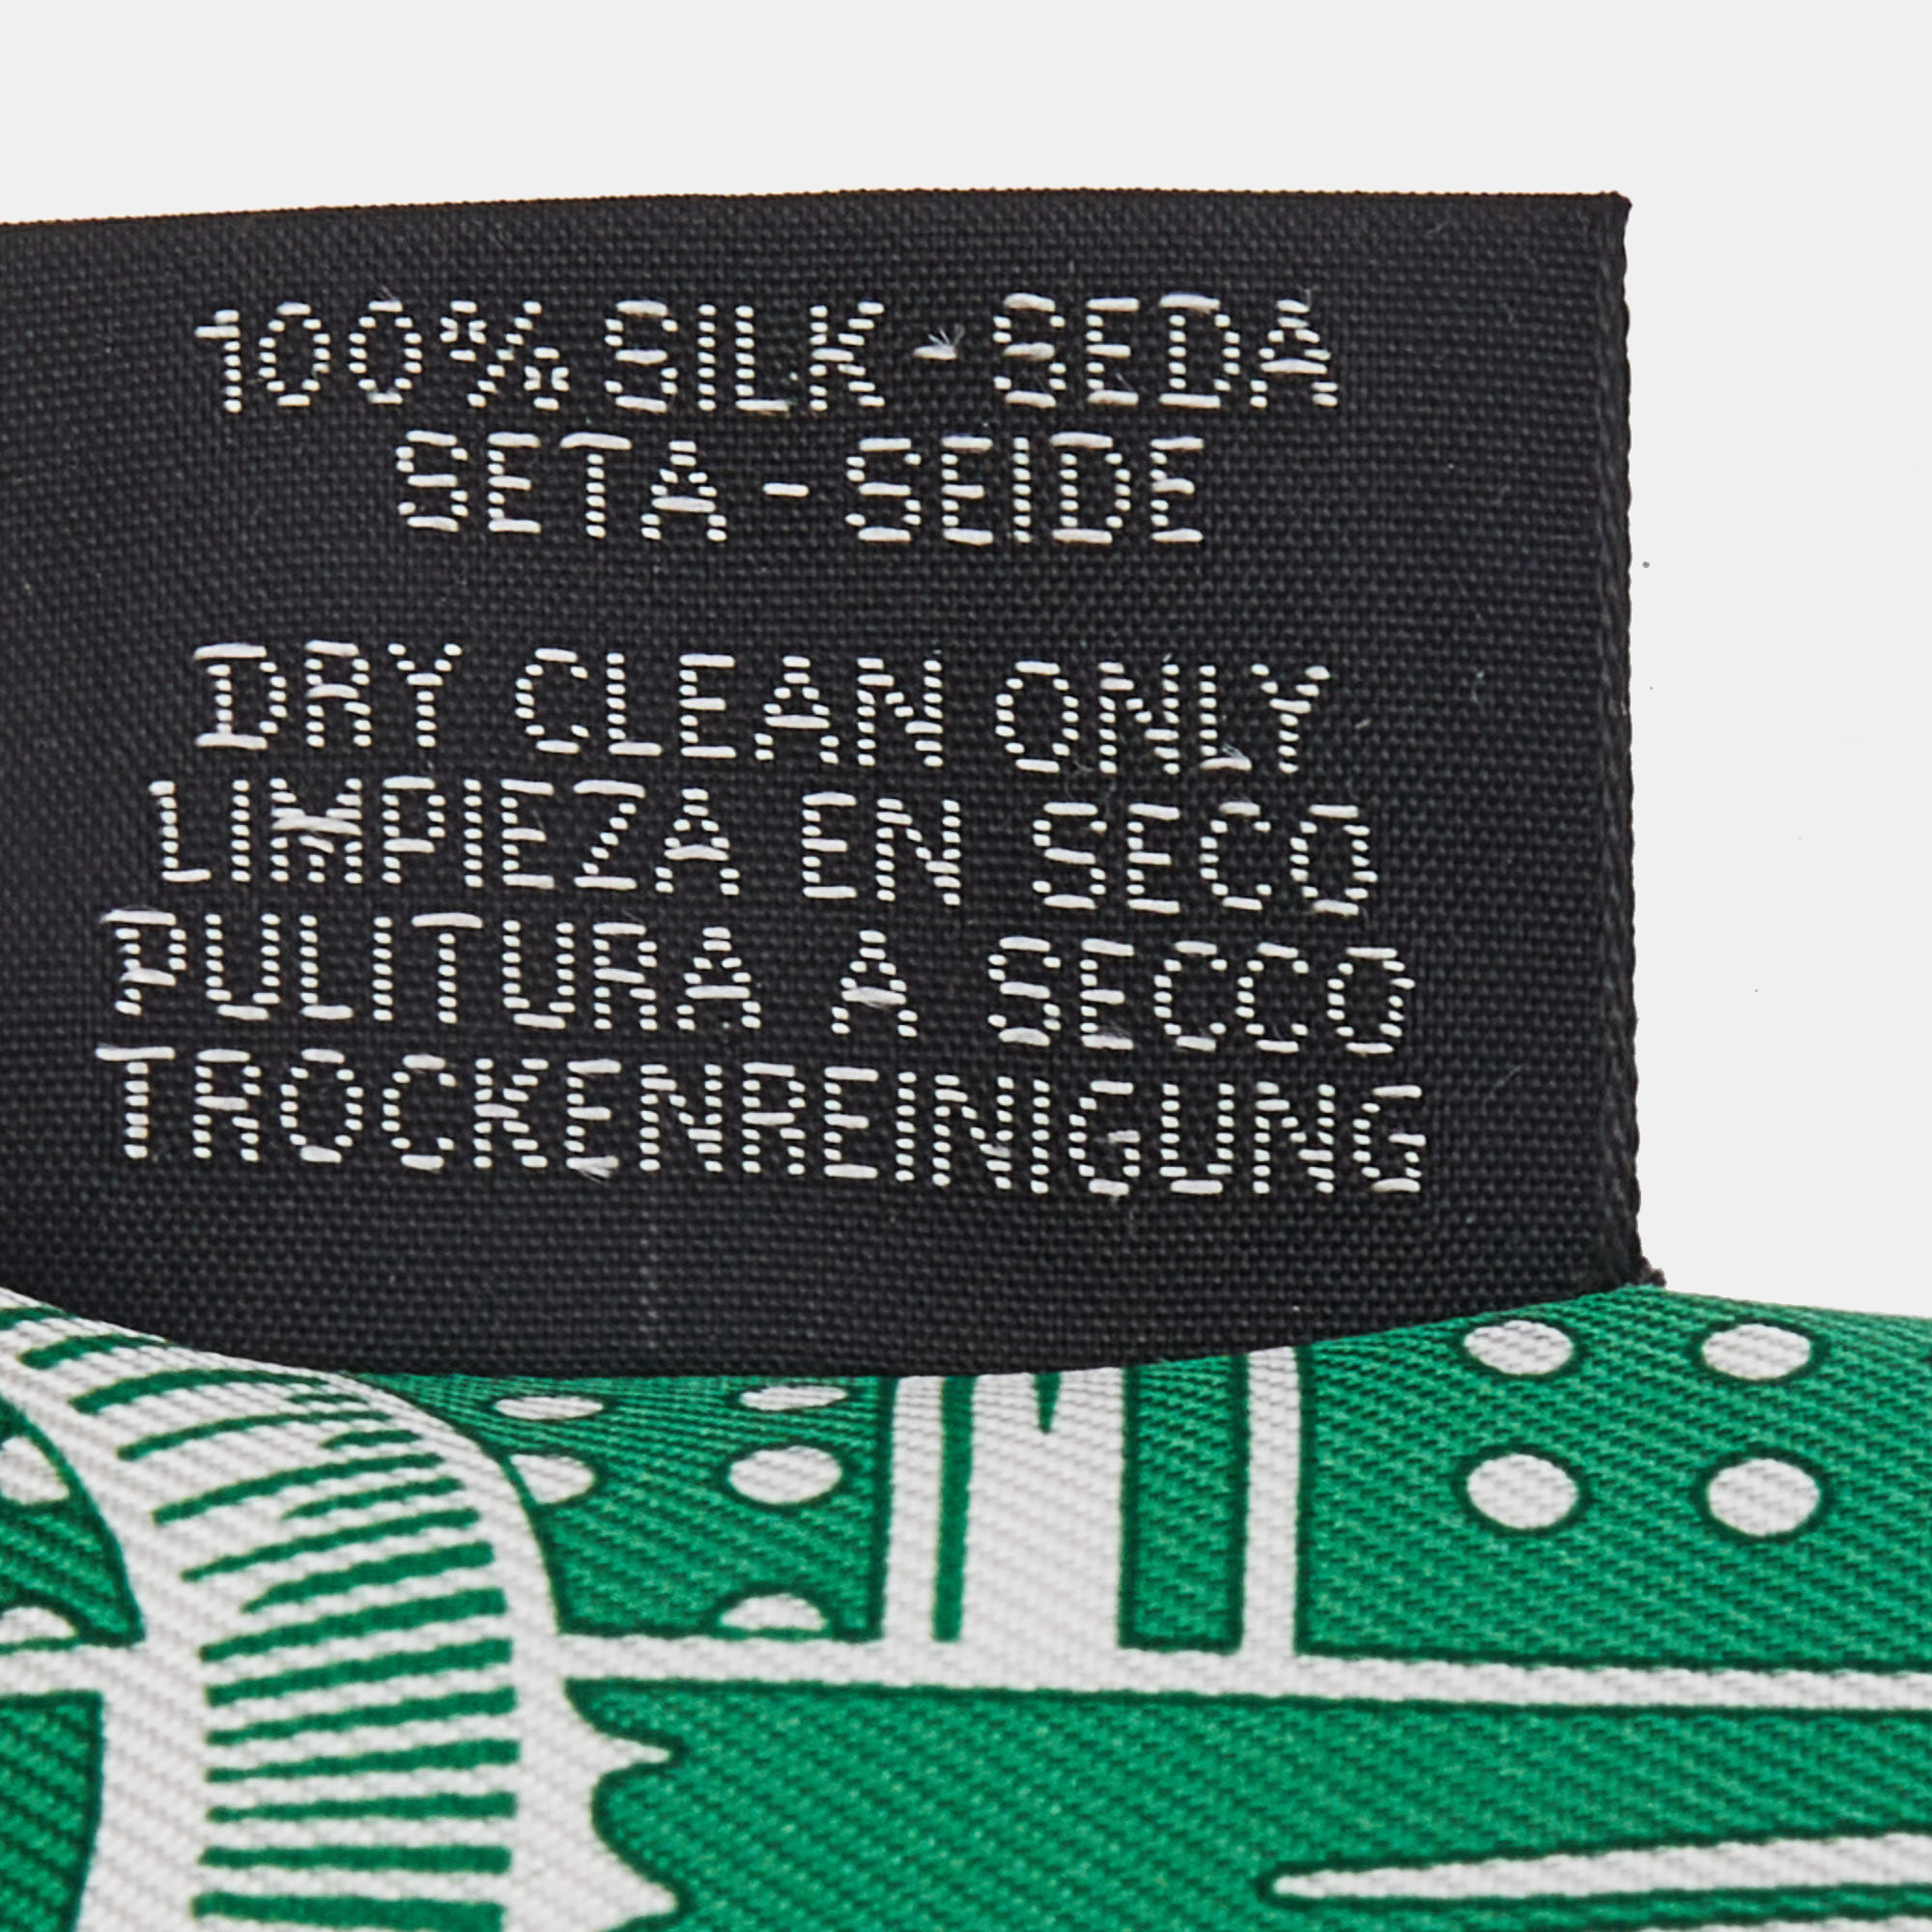 100% SILK - SEDA
SETA - SEIDE
DRY CLEAN ONLY
LIMPIEZA EN SECO
PULITURA A SECCO
TROCKENREINIGUNG